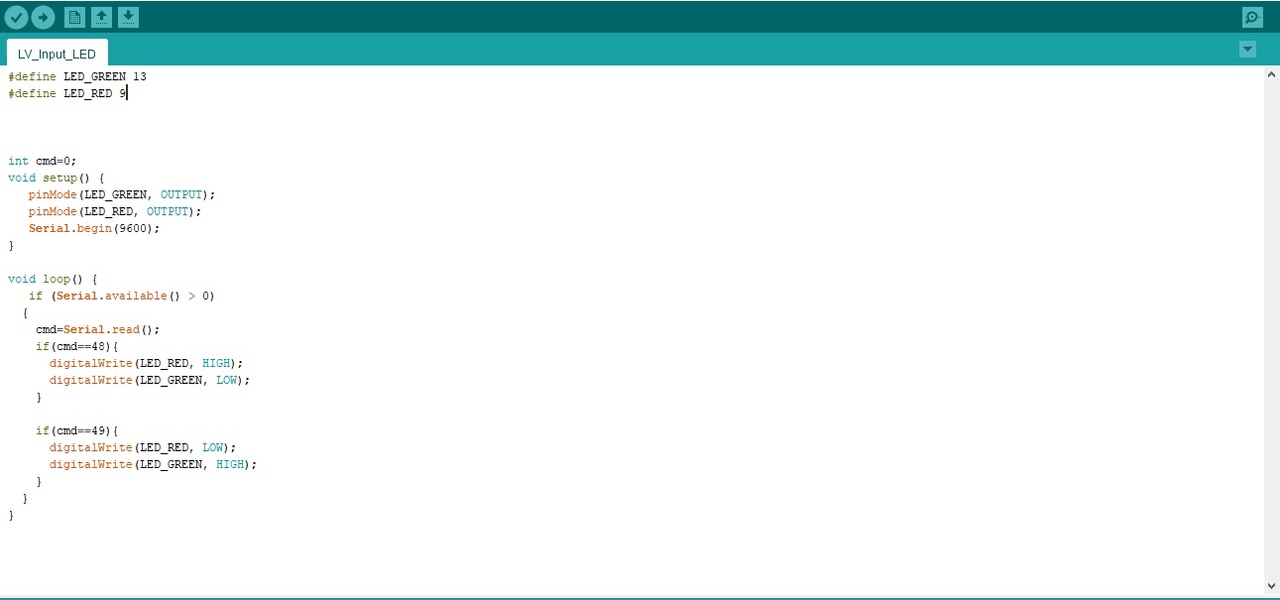 LV_Input_LED
#define LED_GREEN 13
#define LED_RED 9
int cmd=0;
void setup() {
pinMode(LED_GREEN, OUTPUT);
pinMode(LED_RED, OUTPUT);
Serial.begin(9600);
}
void loop() {
if (Serial.available() > 0)
{
cmd=Serial.read();
if(cmd==48){
digitalWrite(LED_RED, HIGH);
digitalWrite(LED_GREEN, LOW);
}
if(cmd==49){
digitalWrite(LED_RED, LOW);
digitalWrite(LED_GREEN, HIGH);
}
}
}